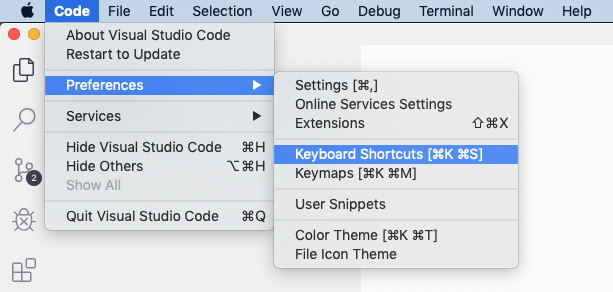 Code File Edit Selection View Go Debug Terminal Window Help
About Visual Studio Code
Restart to Update
Preferences ▶
Services ▶
Hide Visual Studio Code ⌘H
Hide Others ⌥⌘H
Show All
Quit Visual Studio Code ⌘Q
Settings [⌘,]
Online Services Settings
Extensions ⇧⌘X
Keyboard Shortcuts [⌘K ⌘S]
Keymaps [⌘K ⌘M]
User Snippets
Color Theme [⌘K ⌘T]
File Icon Theme
2